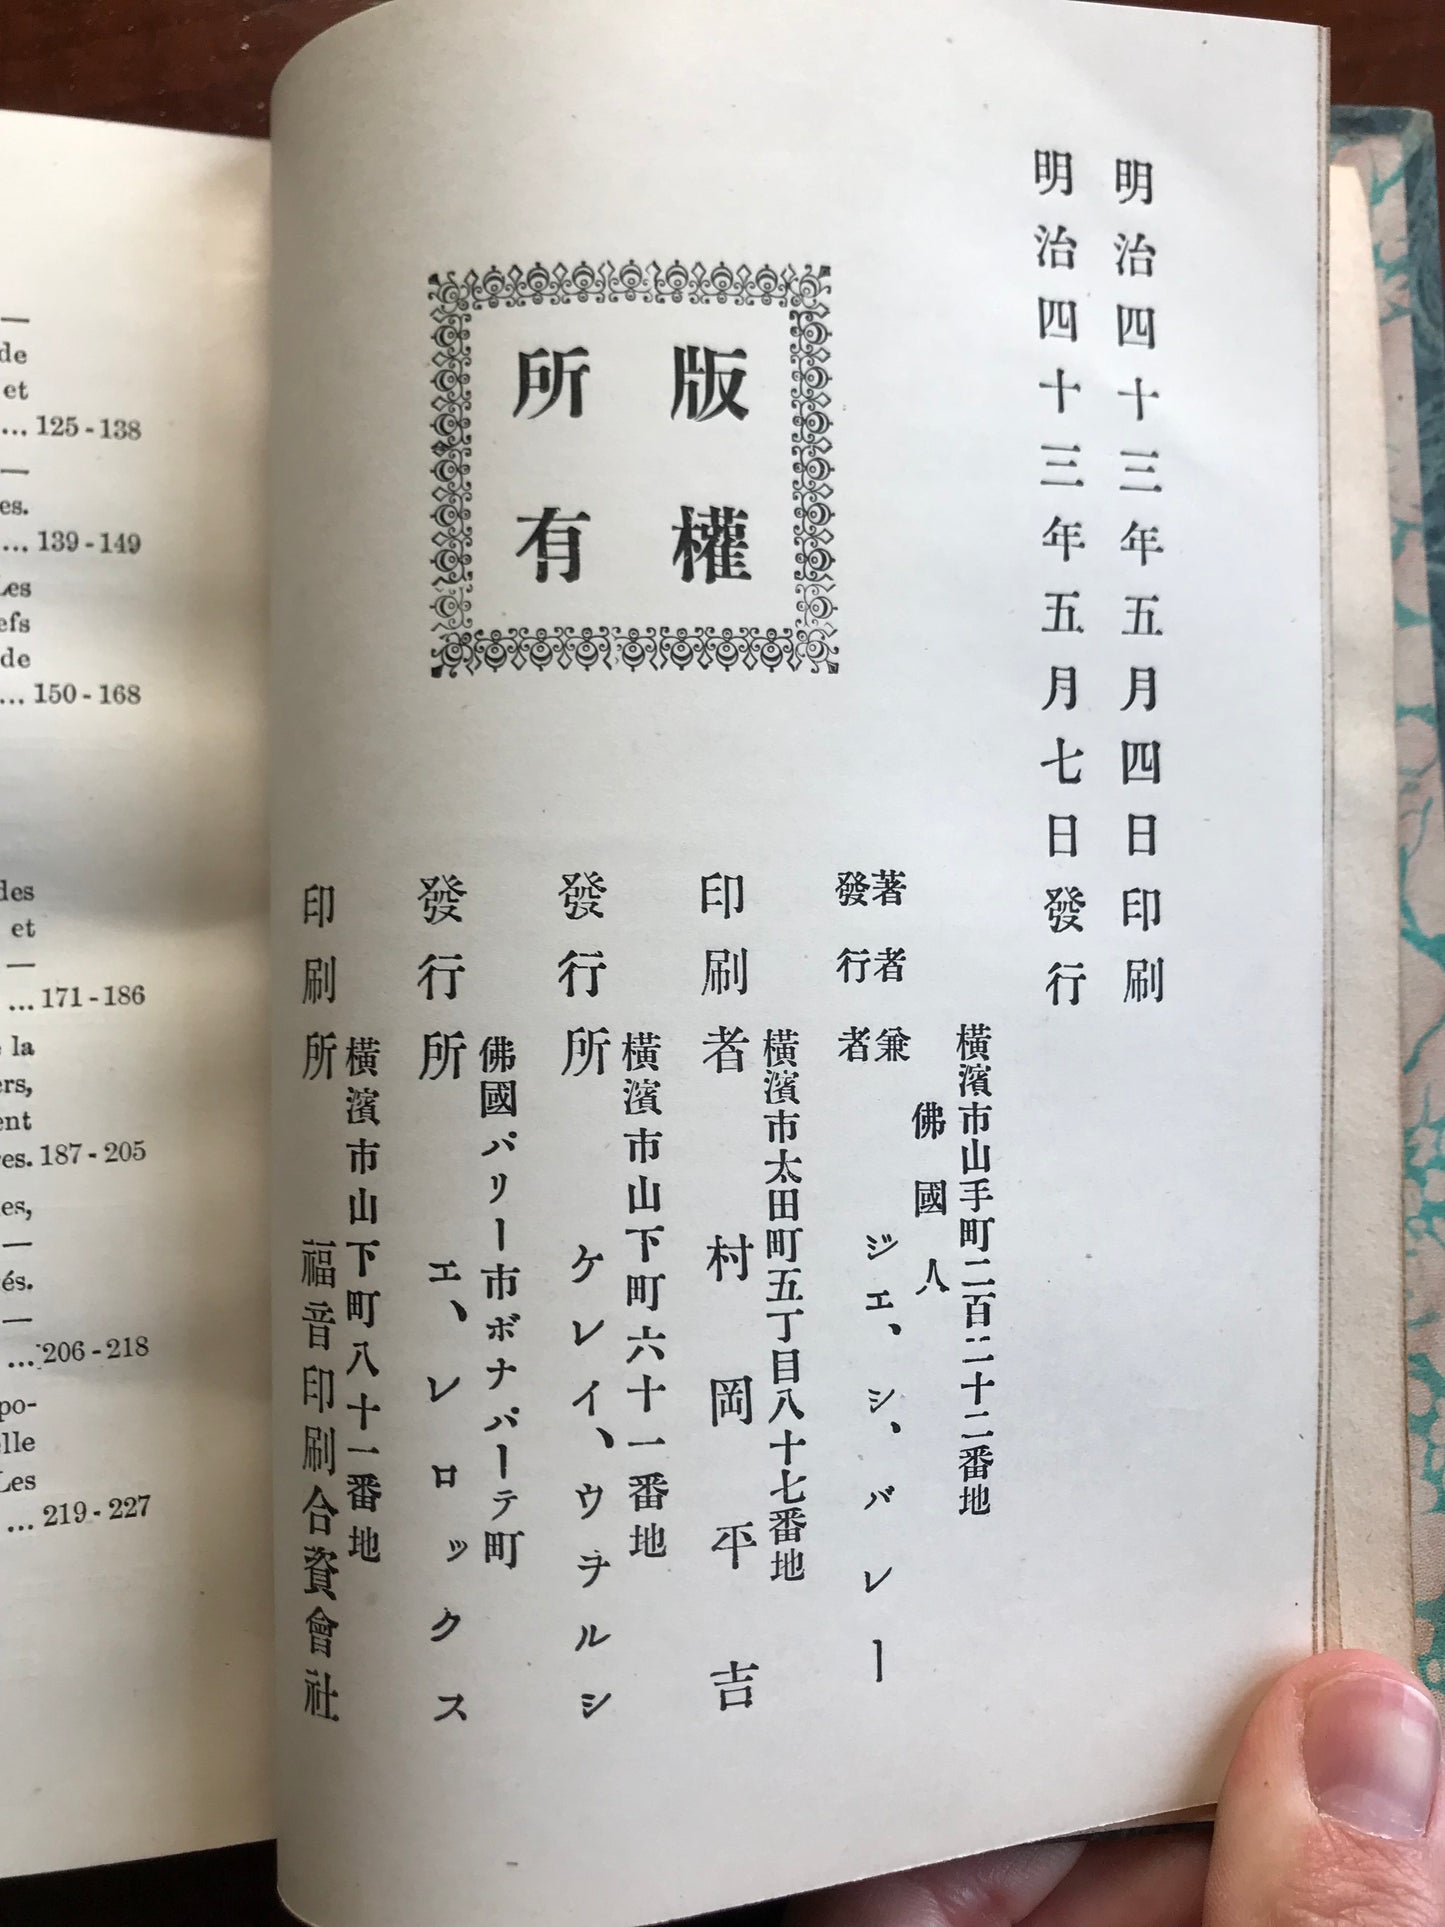 明治四十三年五月四日印刷
明治四十三年五月七日發行
版權
所有
橫濱市山手町二百二十二番地
佛國人
著者兼
發行者
ジエ、シ、バレー
橫濱市太田町五丁目八十七番地
印刷者 村岡平吉
橫濱市山下町六十一番地
發行所 ケレイ、ウヲルシ
佛國パリー市ボナパーテ町
發行所 エ、レロックス
橫濱市山下町八十一番地
印刷所 福音印刷合資會社
—
de
et
... 125-138
—
es.
... 139-149
Les
efs
de
... 150-168
des
et
—
... 171-186
la
ers,
ent
res. 187-205
es,
—
és.
—
... 206-218
po-
elle
Les
... 219-227